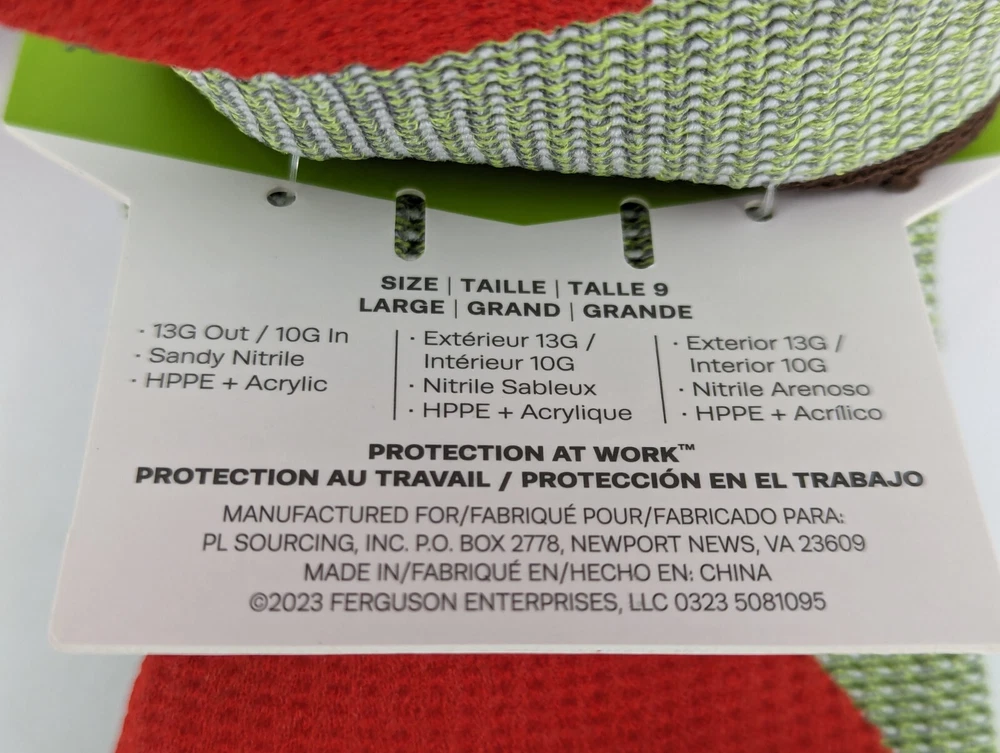 SIZE | TAILLE | TALLE 9
LARGE | GRAND | GRANDE
· 13G Out / 10G In
· Sandy Nitrile
· HPPE + Acrylic
· Extérieur 13G /
Intérieur 10G
· Nitrile Sableux
· HPPE + Acrylique
· Exterior 13G /
Interior 10G
· Nitrile Arenoso
· HPPE + Acrílico
PROTECTION AT WORK™
PROTECTION AU TRAVAIL / PROTECCIÓN EN EL TRABAJO
MANUFACTURED FOR/FABRIQUÉ POUR/FABRICADO PARA:
PL SOURCING, INC. P.O. BOX 2778, NEWPORT NEWS, VA 23609
MADE IN/FABRIQUÉ EN/HECHO EN: CHINA
©2023 FERGUSON ENTERPRISES, LLC 0323 5081095